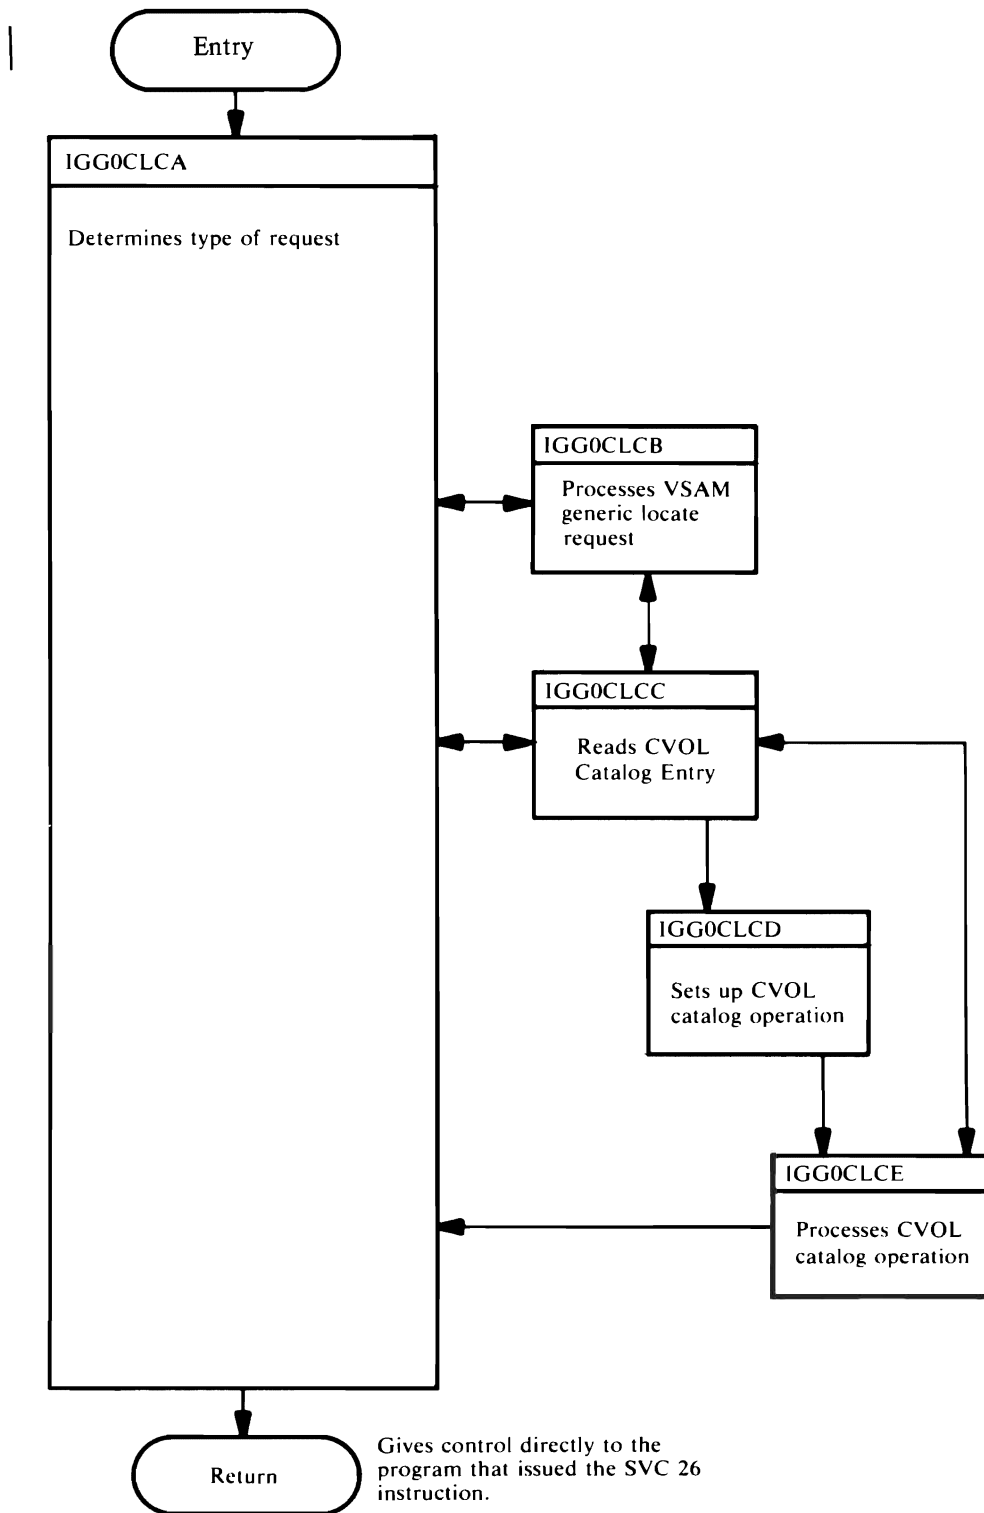 Entry
IGG0CLCA
Determines type of request
IGG0CLCB
Processes VSAM
generic locate
request
IGG0CLCC
Reads CVOL
Catalog Entry
IGG0CLCD
Sets up CVOL
catalog operation
IGG0CLCE
Processes CVOL
catalog operation
Return
Gives control directly to the
program that issued the SVC 26
instruction.